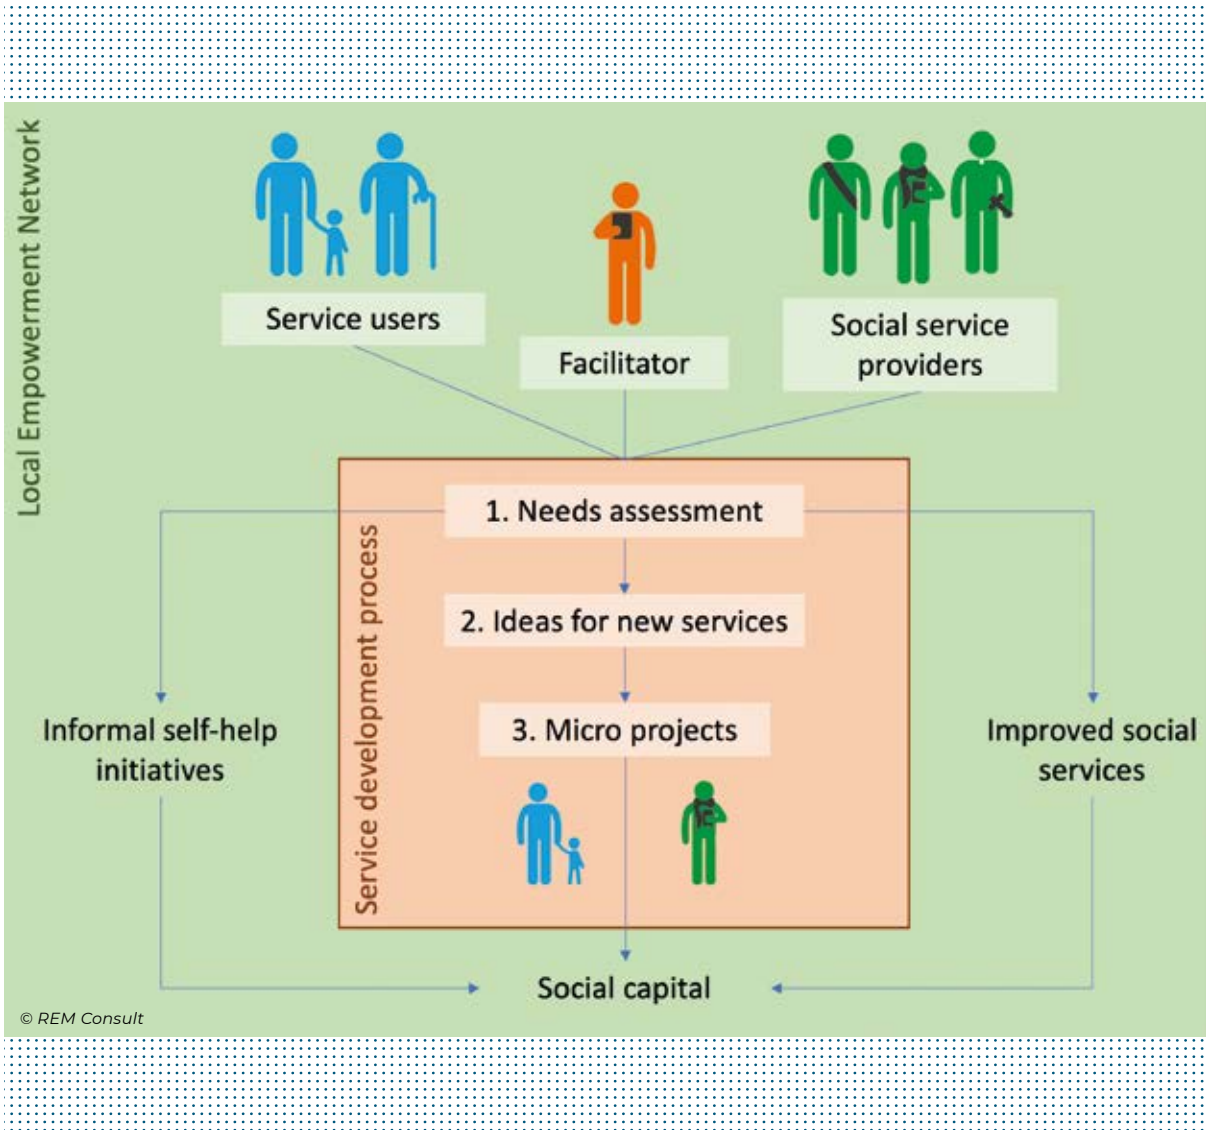 Local Empowerment Network
Service users
Facilitator
Social service
providers
Service development process
1. Needs assessment
2. Ideas for new services
3. Micro projects
Informal self-help
initiatives
Improved social
services
Social capital
© REM Consult